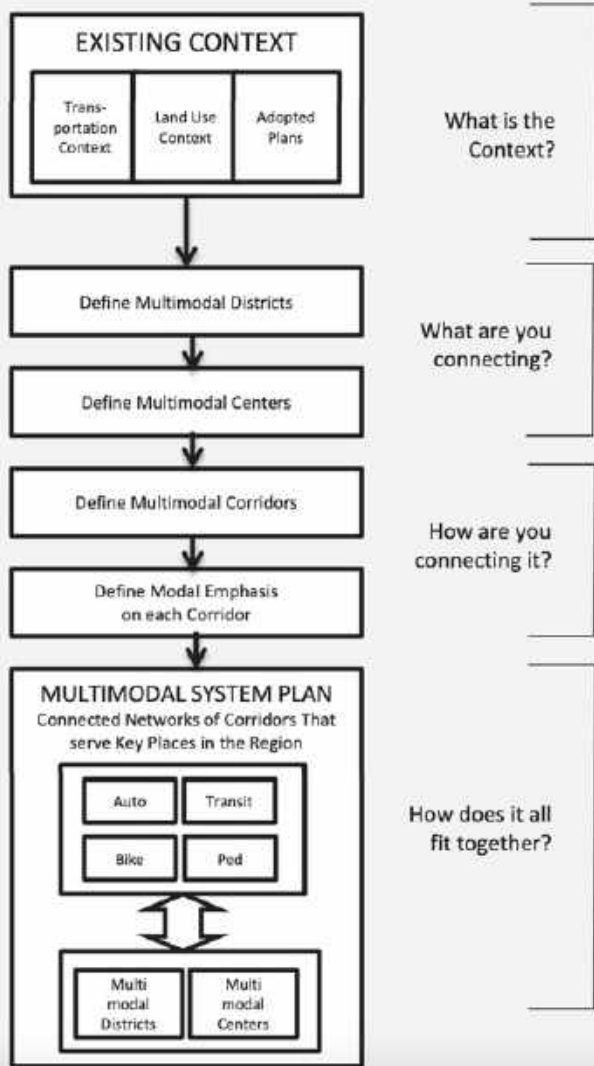 EXISTING CONTEXT
Trans-
portation
Context
Land Use
Context
Adopted
Plans
What is the
Context?
Define Multimodal Districts
What are you
connecting?
Define Multimodal Centers
Define Multimodal Corridors
How are you
connecting it?
Define Modal Emphasis
on each Corridor
MULTIMODAL SYSTEM PLAN
Connected Networks of Corridors That
serve Key Places in the Region
Auto
Transit
Bike
Ped
How does it all
fit together?
Multi
modal
Districts
Multi
modal
Centers